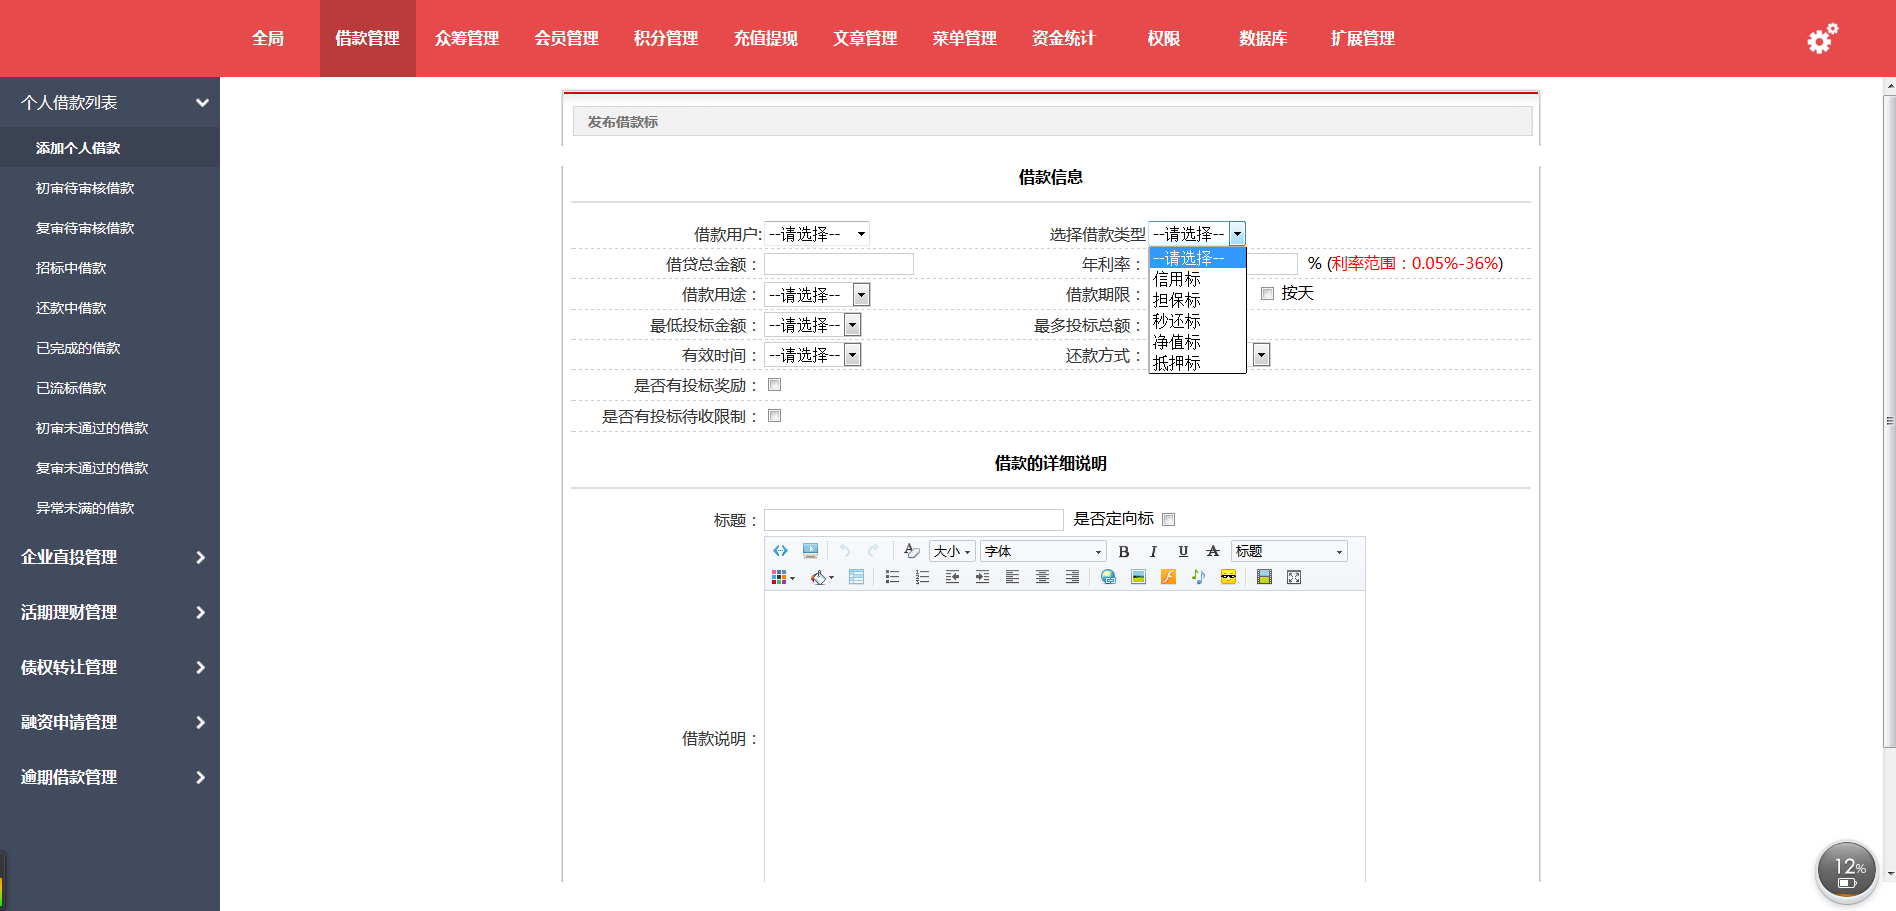 全局 借款管理 众筹管理 会员管理 积分管理 充值提现 文章管理 菜单管理 资金统计 权限 数据库 扩展管理
个人借款列表
添加个人借款
初审待审核借款
复审待审核借款
招标中借款
还款中借款
已完成的借款
已流标借款
初审未通过的借款
复审未通过的借款
异常未满的借款
企业直投管理
活期理财管理
债权转让管理
融资申请管理
逾期借款管理
发布借款标
借款信息
借款用户: --请选择-- 选择借款类型 --请选择--
--请选择--
信用标
担保标
秒还标
净值标
抵押标
借贷总金额： 年利率： % (利率范围：0.05%-36%)
借款用途： --请选择-- 借款期限： 按天
最低投标金额： --请选择-- 最多投标总额：
有效时间： --请选择-- 还款方式：
是否有投标奖励：
是否有投标待收限制：
借款的详细说明
标题： 是否定向标
大小 字体 B I U A 标题
借款说明：
12%